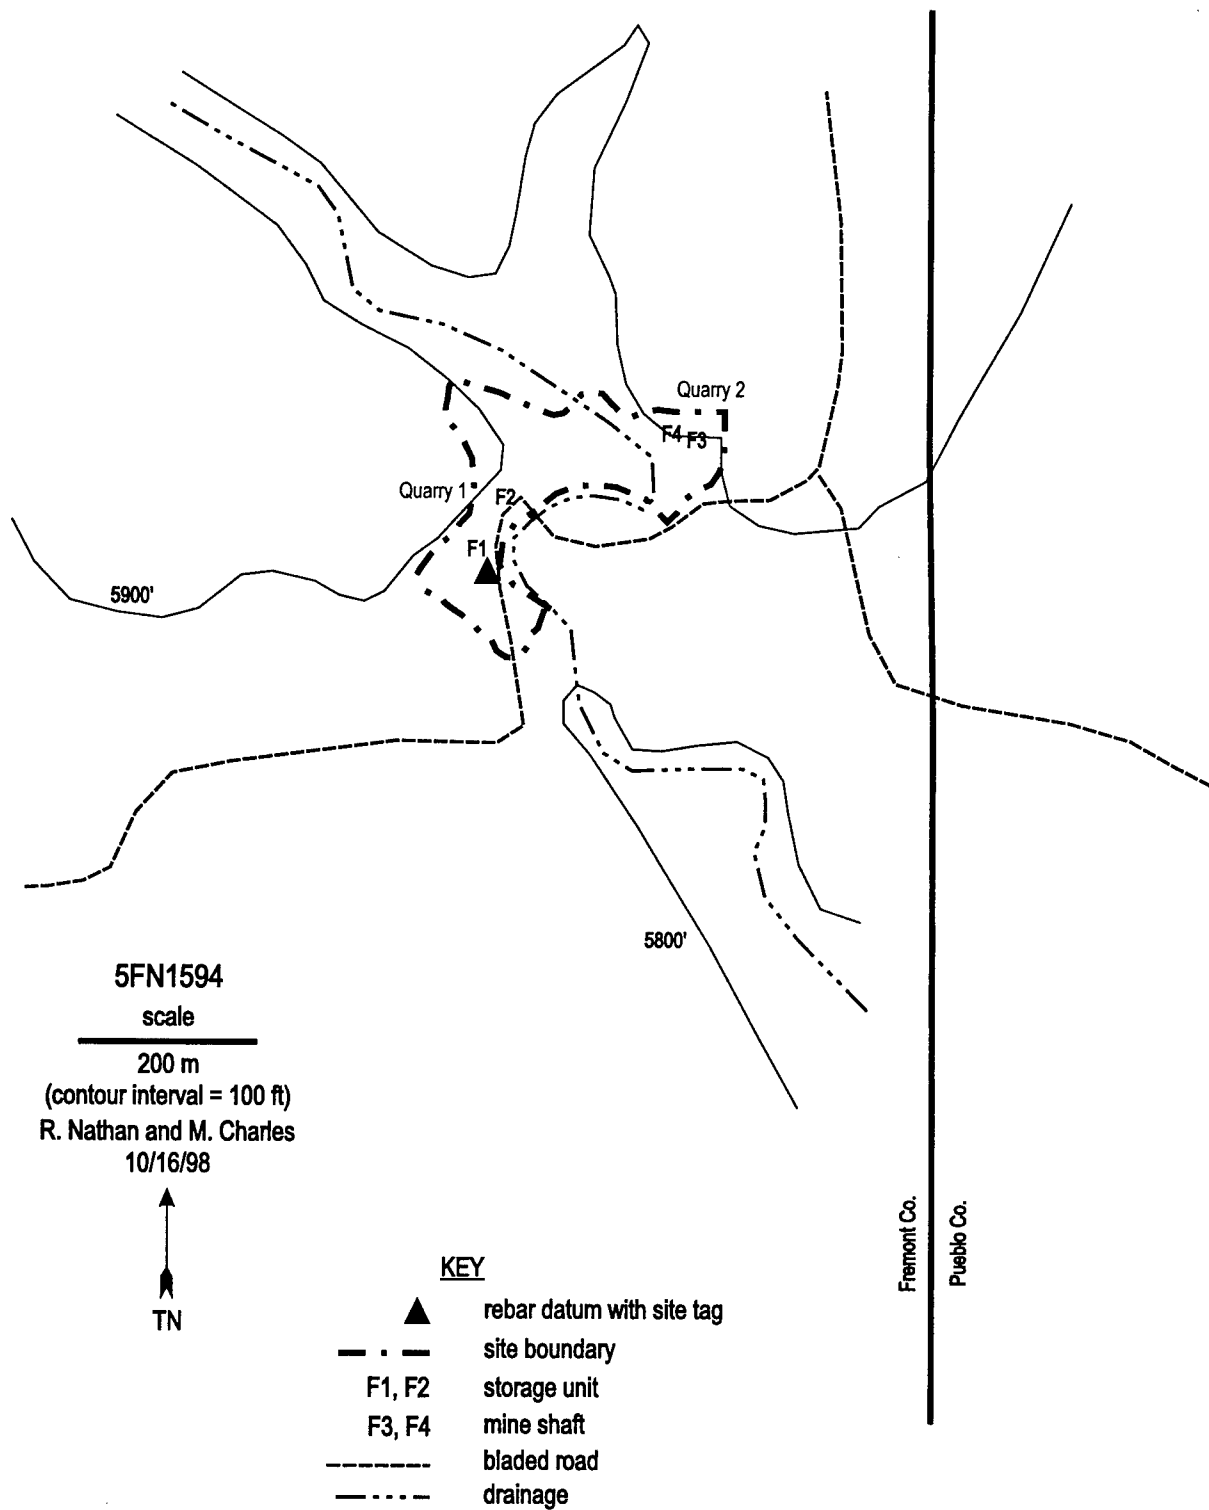 Quarry 2
F4 F3
Quarry 1
F2
F1
5900'
5800'
5FN1594
scale
200 m
(contour interval = 100 ft)
R. Nathan and M. Charles
10/16/98
TN
Fremont Co.
Pueblo Co.
KEY
rebar datum with site tag
site boundary
F1, F2 storage unit
F3, F4 mine shaft
bladed road
drainage